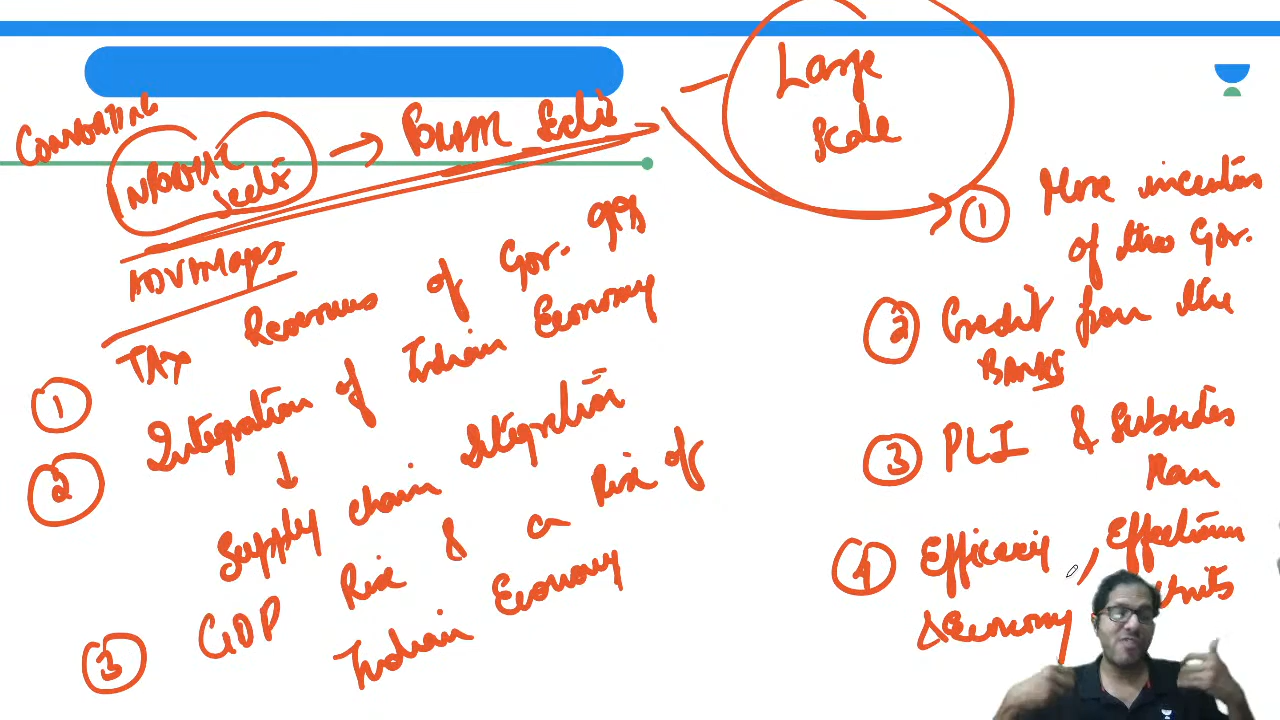 Converting
Informal Sector → Formal Sector
Large
Scale
Advantages
① Tax Revenues of Gov. ↑es
② Integration of Indian Economy
↓
Supply chain Integration
③ GDP Rise & a Rise of
Indian Economy
① More incentives
of the Gov.
② Credit from the
Banks
③ PLI & Subsidies
④ Efficiency, Effectiveness
& Economy